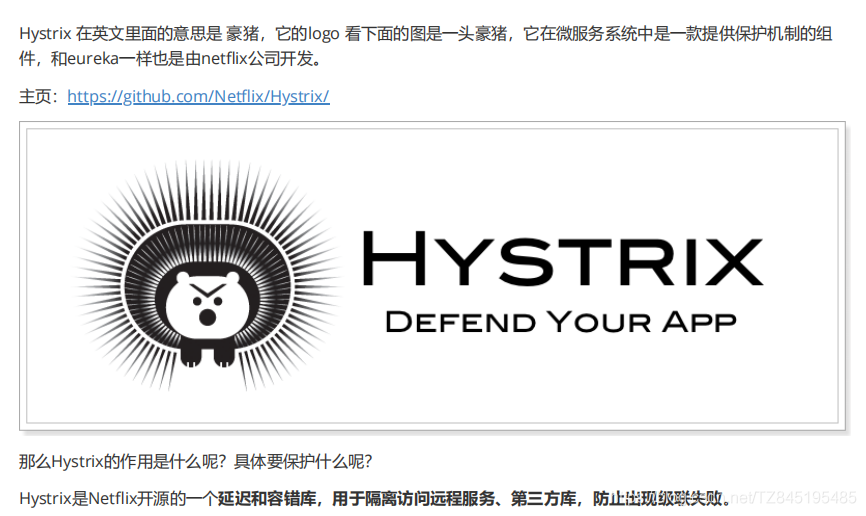 Hystrix 在英文里面的意思是 豪猪，它的logo 看下面的图是一头豪猪，它在微服务系统中是一款提供保护机制的组
件，和eureka一样也是由netflix公司开发。
主页：https://github.com/Netflix/Hystrix/
HYSTRIX
DEFEND YOUR APP
那么Hystrix的作用是什么呢？具体要保护什么呢？
Hystrix是Netflix开源的一个延迟和容错库，用于隔离访问远程服务、第三方库，防止出现级联失败。
net/TZ845195485